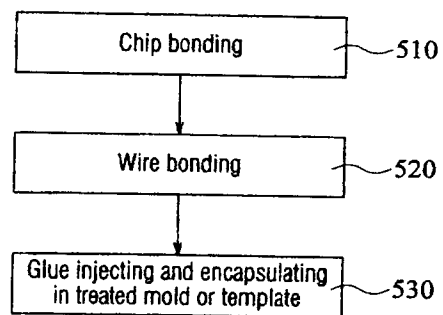 Chip bonding
510
Wire bonding
520
Glue injecting and encapsulating
in treated mold or template
530